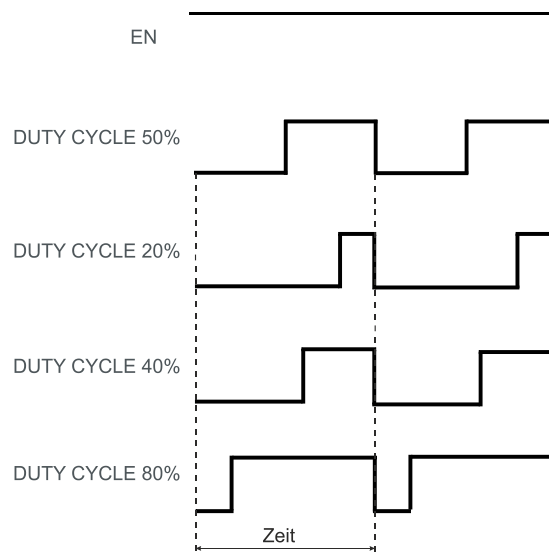 EN
DUTY CYCLE 50%
DUTY CYCLE 20%
DUTY CYCLE 40%
DUTY CYCLE 80%
Zeit